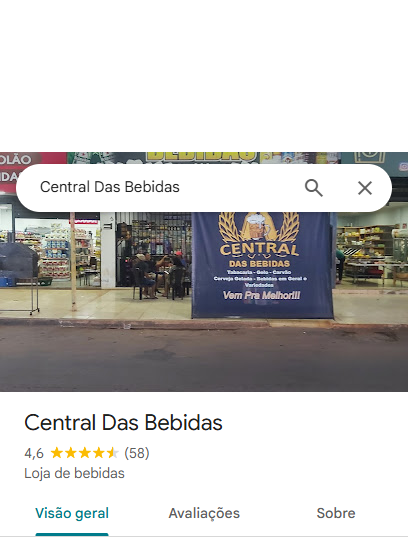 BEBIDAS
OLÃO
Central Das Bebidas
CENTRAL
DAS BEBIDAS
Tabacaria - Gelo - Carvão
Cerveja Gelada - Bebidas em Geral e
Variedades
Vem Pra Melhor!!!
Central Das Bebidas
4,6 (58)
Loja de bebidas
Visão geral Avaliações Sobre